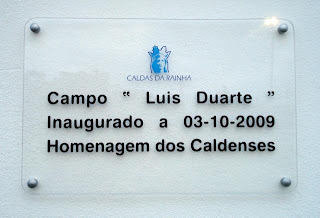 CALDAS DA RAINHA
Campo " Luis Duarte "
Inaugurado a 03-10-2009
Homenagem dos Caldenses